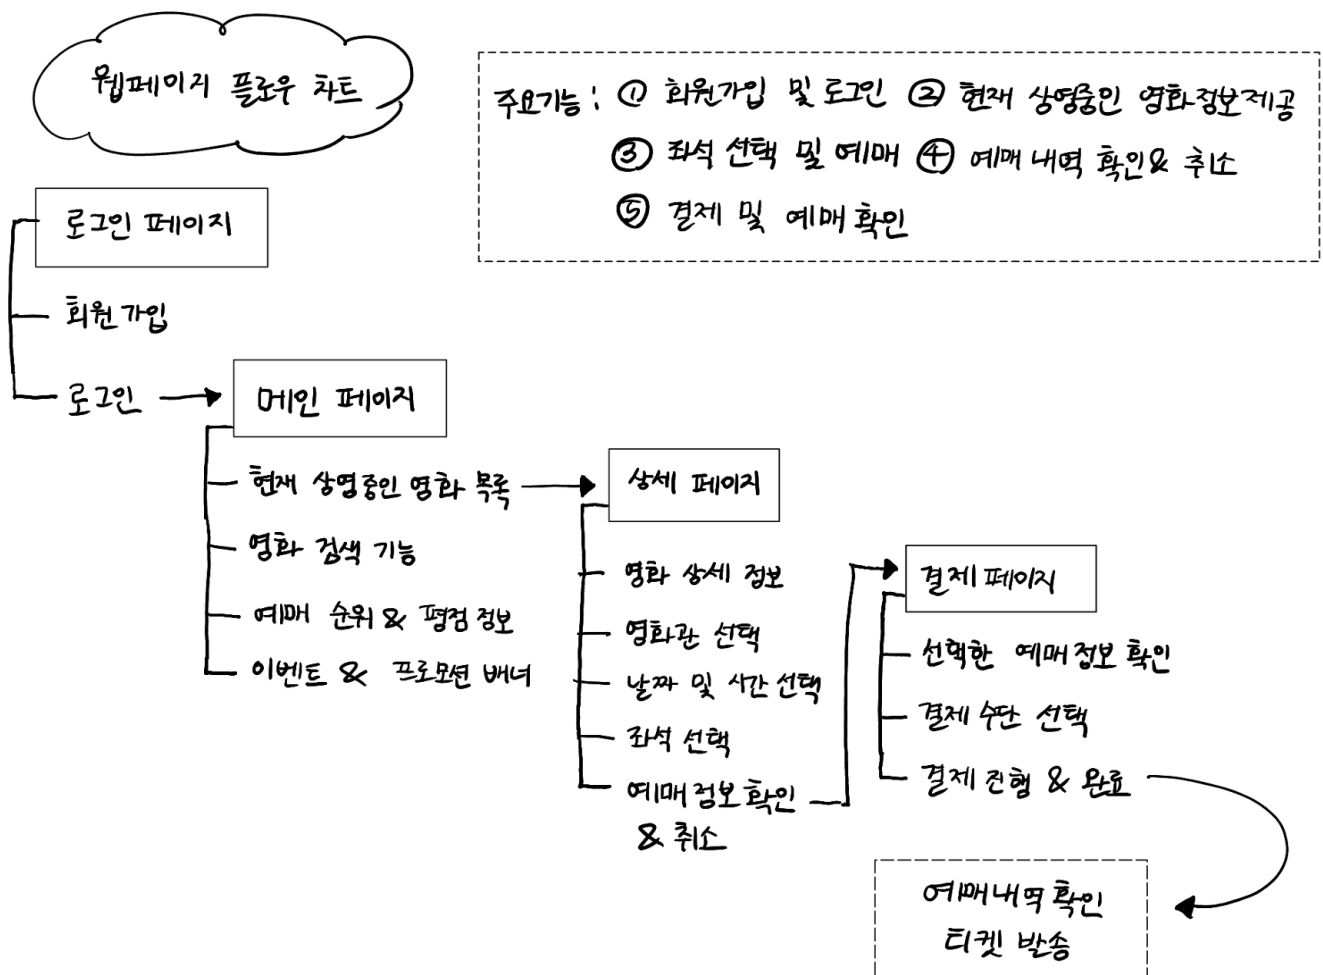 웹페이지 플로우 차트
주요기능 : ① 회원가입 및 로그인 ② 현재 상영중인 영화정보제공
③ 좌석 선택 및 예매 ④ 예매 내역 확인 & 취소
⑤ 결제 및 예매 확인
로그인 페이지
회원가입
로그인
메인 페이지
현재 상영중인 영화 목록
영화 검색 기능
예매 순위 & 평점 정보
이벤트 & 프로모션 배너
상세 페이지
영화 상세 정보
영화관 선택
날짜 및 시간 선택
좌석 선택
예매 정보 확인
& 취소
결제 페이지
선택한 예매 정보 확인
결제 수단 선택
결제 진행 & 완료
예매내역 확인
티켓 발송